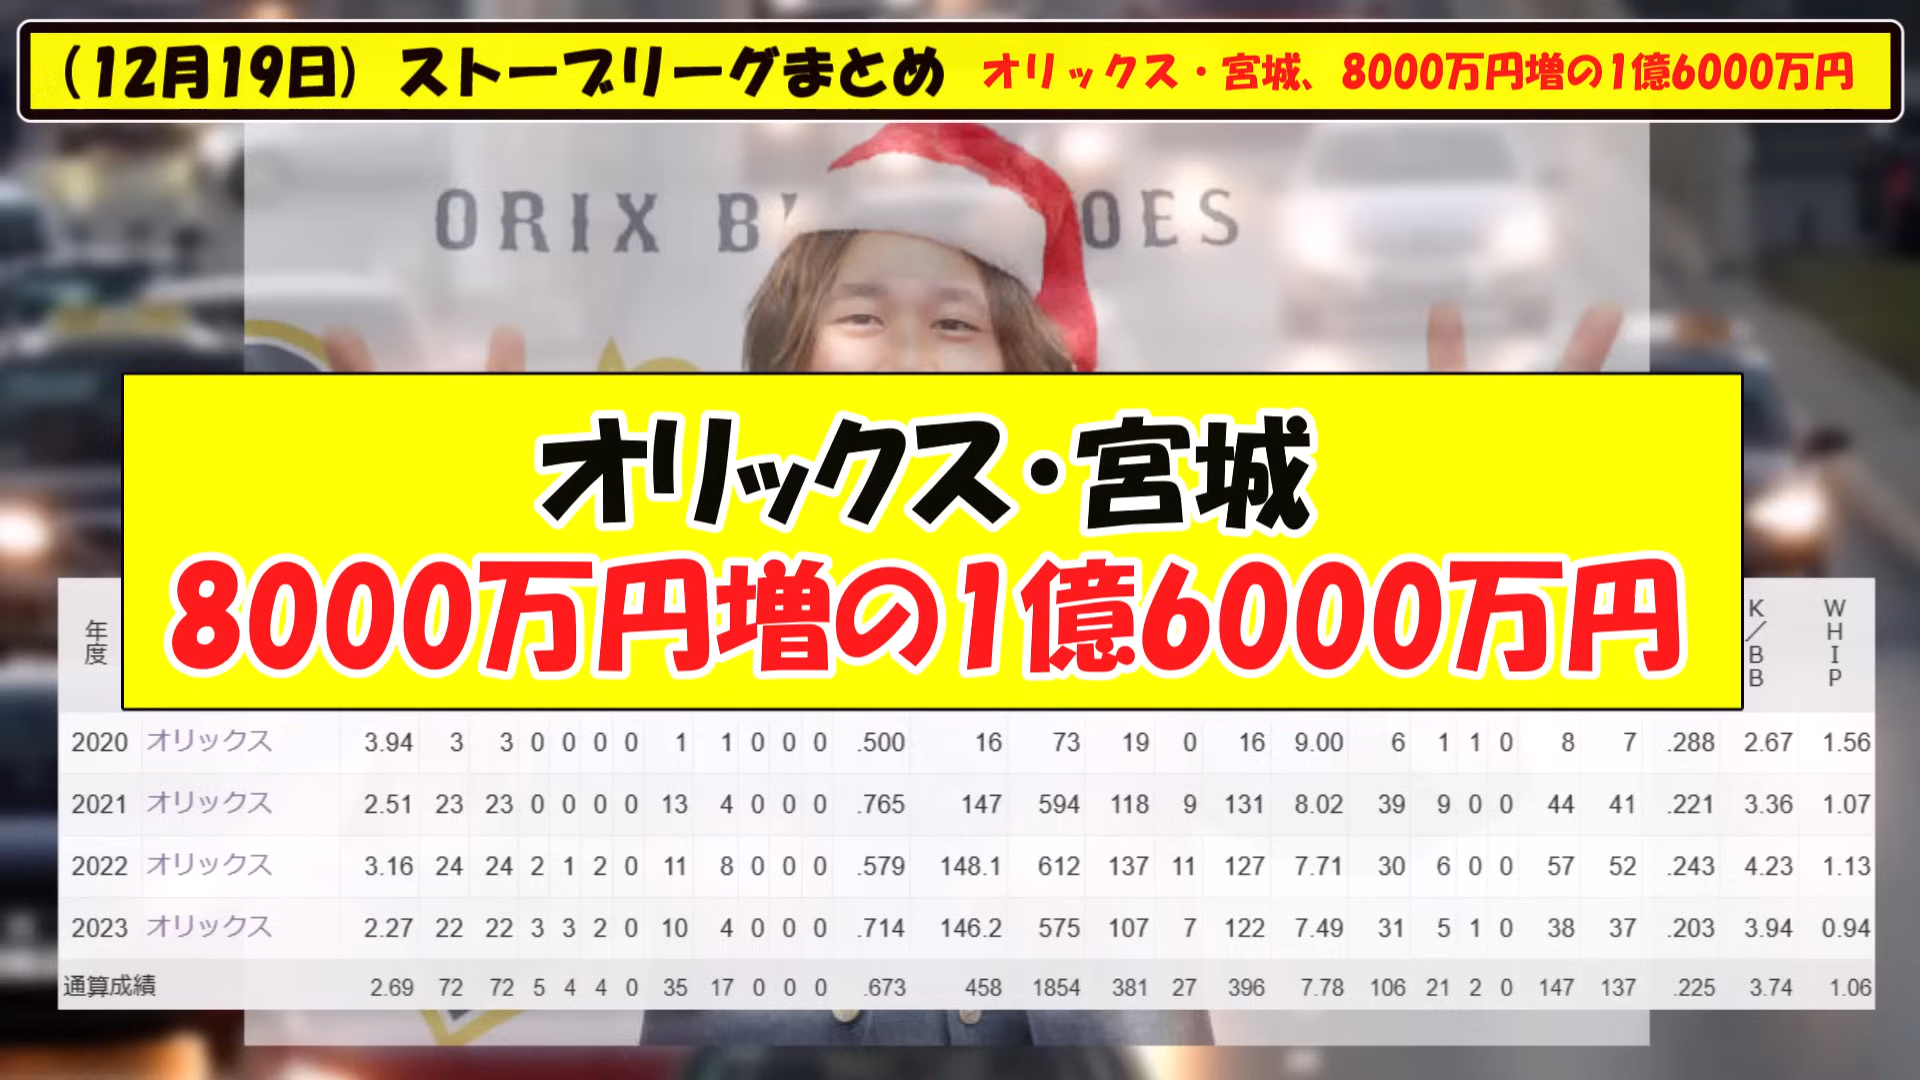 (12月19日) ストーブリーグまとめ オリックス・宮城、8000万円増の1億6000万円
ORIX B OES
オリックス・宮城
8000万円増の1億6000万円
年度 K/BB WHIP
2020 オリックス 3.94 3 3 0 0 0 0 1 1 0 0 0 .500 16 73 19 0 16 9.00 6 1 1 0 8 7 .288 2.67 1.56
2021 オリックス 2.51 23 23 0 0 0 0 13 4 0 0 0 .765 147 594 118 9 131 8.02 39 9 0 0 44 41 .221 3.36 1.07
2022 オリックス 3.16 24 24 2 1 2 0 11 8 0 0 0 .579 148.1 612 137 11 127 7.71 30 6 0 0 57 52 .243 4.23 1.13
2023 オリックス 2.27 22 22 3 3 2 0 10 4 0 0 0 .714 146.2 575 107 7 122 7.49 31 5 1 0 38 37 .203 3.94 0.94
通算成績 2.69 72 72 5 4 4 0 35 17 0 0 0 .673 458 1854 381 27 396 7.78 106 21 2 0 147 137 .225 3.74 1.06